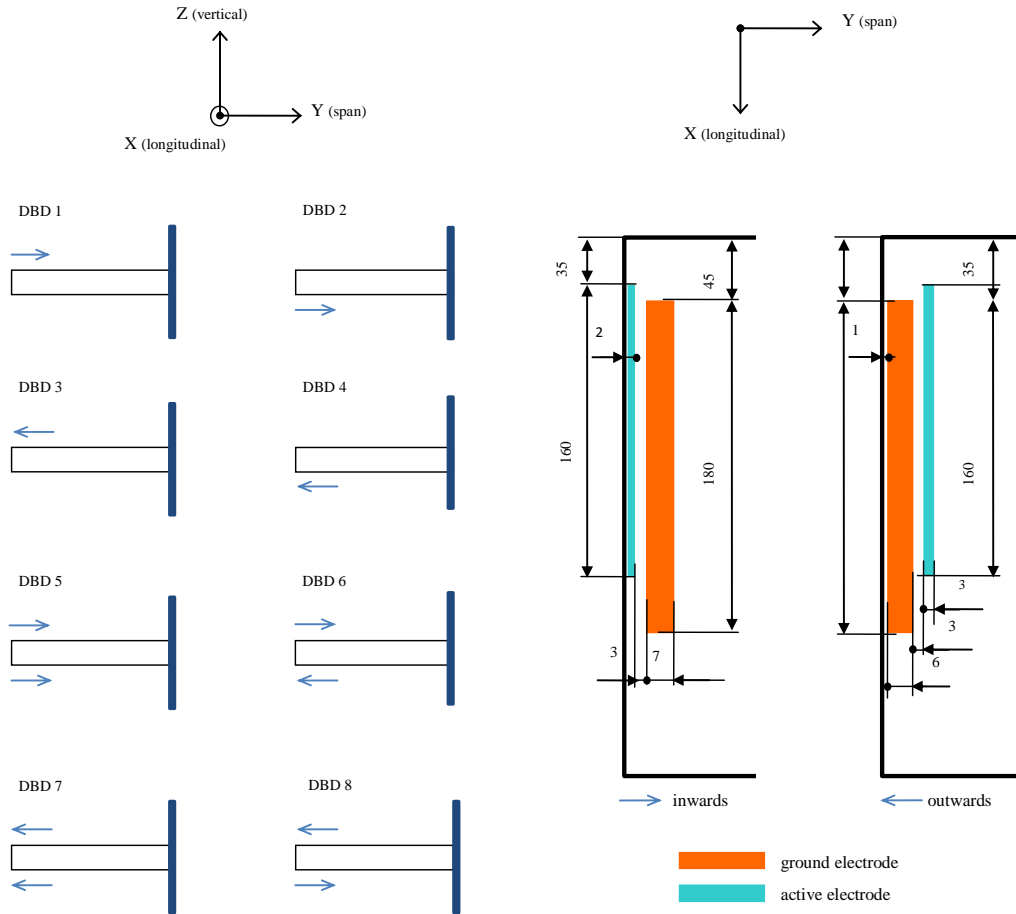 Z (vertical)
Y (span)
X (longitudinal)
Y (span)
X (longitudinal)
DBD 1
DBD 2
DBD 3
DBD 4
DBD 5
DBD 6
DBD 7
DBD 8
35
45
2
160
180
3
7
35
1
160
3
3
6
inwards
outwards
ground electrode
active electrode